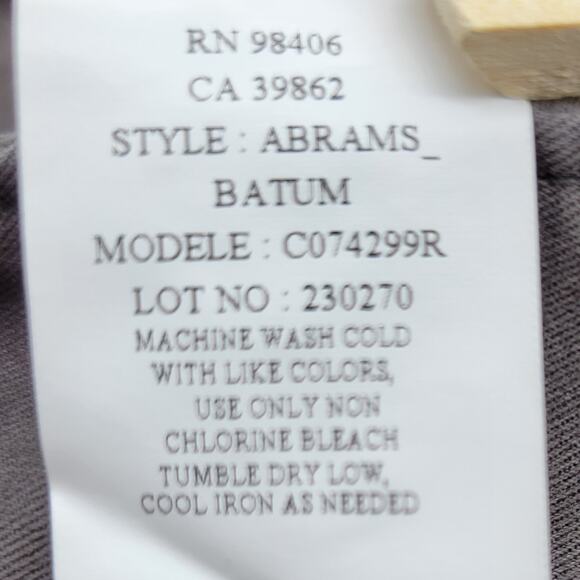 RN 98406
CA 39862
STYLE : ABRAMS_
BATUM
MODELE : C074299R
LOT NO : 230270
MACHINE WASH COLD
WITH LIKE COLORS,
USE ONLY NON
CHLORINE BLEACH
TUMBLE DRY LOW,
COOL IRON AS NEEDED